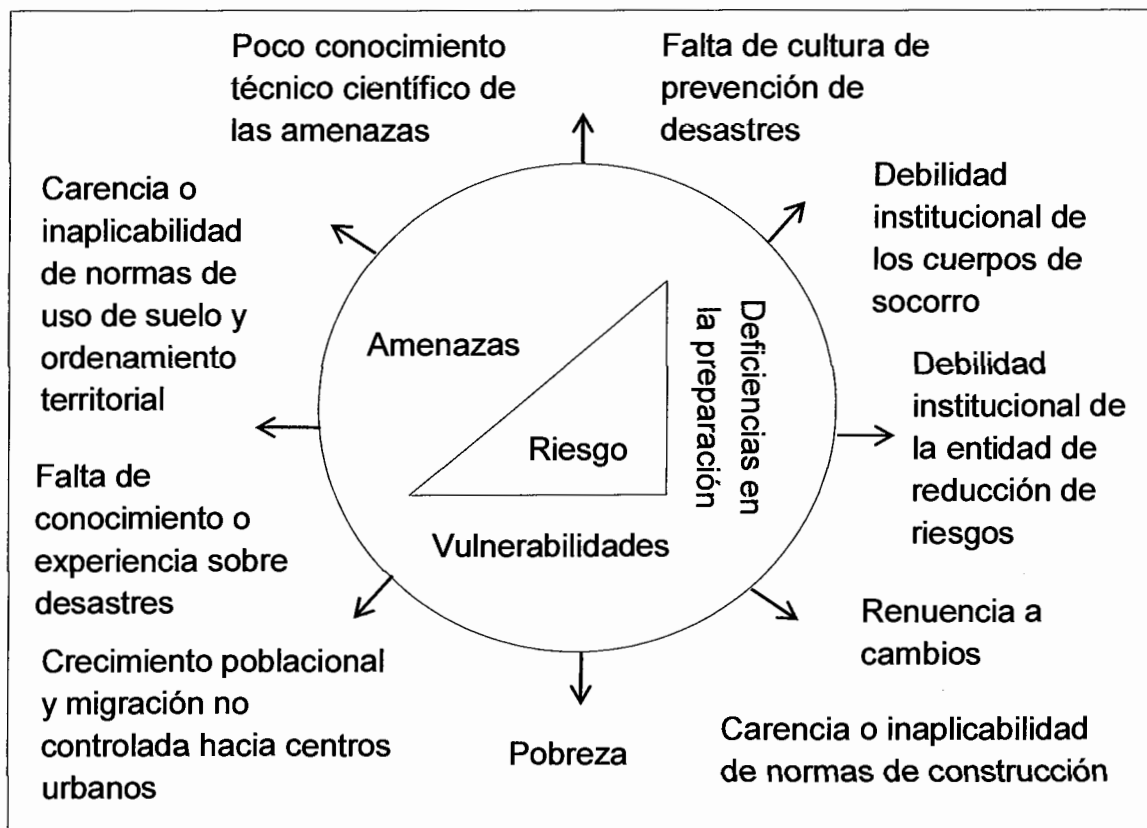 Poco conocimiento
técnico científico de
las amenazas
Falta de cultura de
prevención de
desastres
Carencia o
inaplicabilidad
de normas de
uso de suelo y
ordenamiento
territorial
Debilidad
institucional de
los cuerpos de
socorro
Amenazas
Riesgo
Vulnerabilidades
Deficiencias en
la preparación
Debilidad
institucional de
la entidad de
reducción de
riesgos
Falta de
conocimiento o
experiencia sobre
desastres
Renuencia a
cambios
Crecimiento poblacional
y migración no
controlada hacia centros
urbanos
Pobreza
Carencia o inaplicabilidad
de normas de construcción